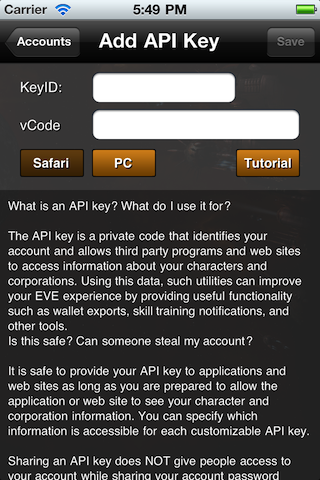 Carrier 5:49 PM
Accounts Add API Key Save
KeyID:
vCode
Safari PC Tutorial
What is an API key? What do I use it for?
The API key is a private code that identifies your
account and allows third party programs and web sites
to access information about your characters and
corporations. Using this data, such utilities can improve
your EVE experience by providing useful functionality
such as wallet exports, skill training notifications, and
other tools.
Is this safe? Can someone steal my account?
It is safe to provide your API key to applications and
web sites as long as you are prepared to allow the
application or web site to see your character and
corporation information. You can specify which
information is accessible for each customizable API key.
Sharing an API key does NOT give people access to
your account while sharing your account password